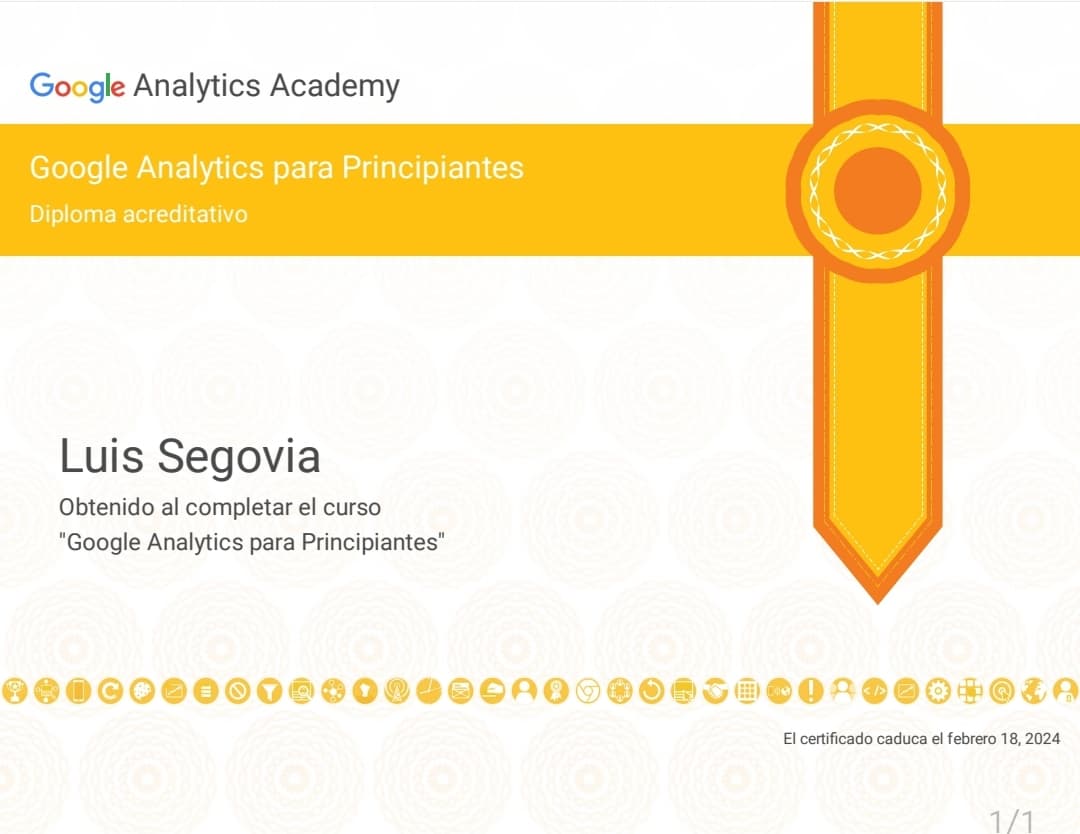 Google Analytics Academy
Google Analytics para Principiantes
Diploma acreditativo
Luis Segovia
Obtenido al completar el curso
"Google Analytics para Principiantes"
El certificado caduca el febrero 18, 2024
1/1